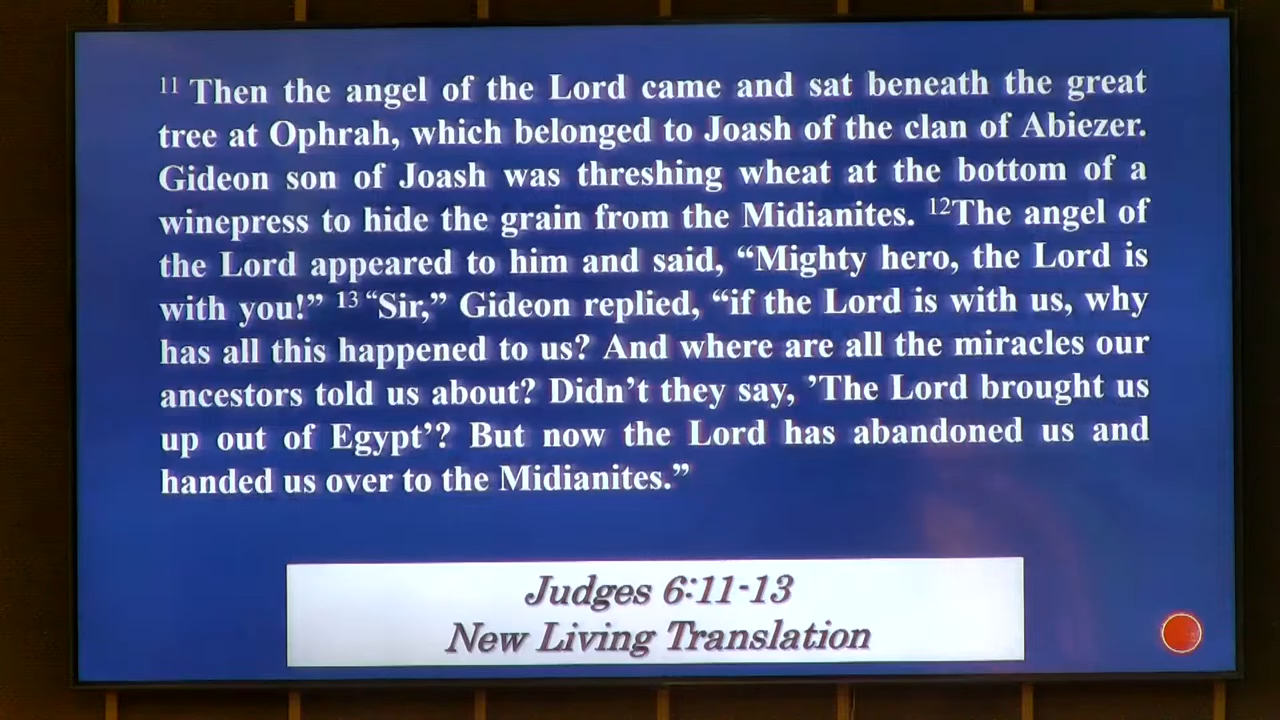 11 Then the angel of the Lord came and sat beneath the great
tree at Ophrah, which belonged to Joash of the clan of Abiezer.
Gideon son of Joash was threshing wheat at the bottom of a
winepress to hide the grain from the Midianites. 12The angel of
the Lord appeared to him and said, “Mighty hero, the Lord is
with you!” 13 “Sir,” Gideon replied, “if the Lord is with us, why
has all this happened to us? And where are all the miracles our
ancestors told us about? Didn’t they say, ’The Lord brought us
up out of Egypt’? But now the Lord has abandoned us and
handed us over to the Midianites.”
Judges 6:11-13
New Living Translation